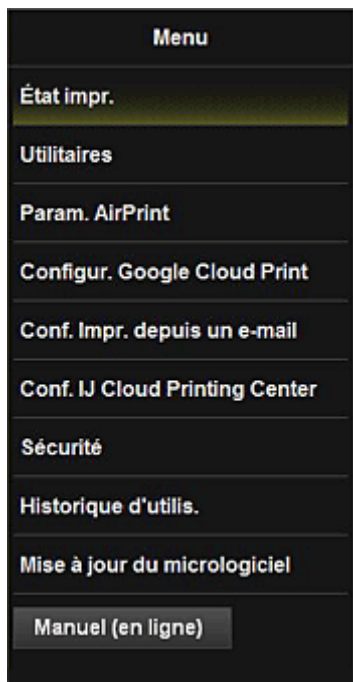 Menu
État impr.
Utilitaires
Param. AirPrint
Configur. Google Cloud Print
Conf. Impr. depuis un e-mail
Conf. IJ Cloud Printing Center
Sécurité
Historique d'utilis.
Mise à jour du micrologiciel
Manuel (en ligne)